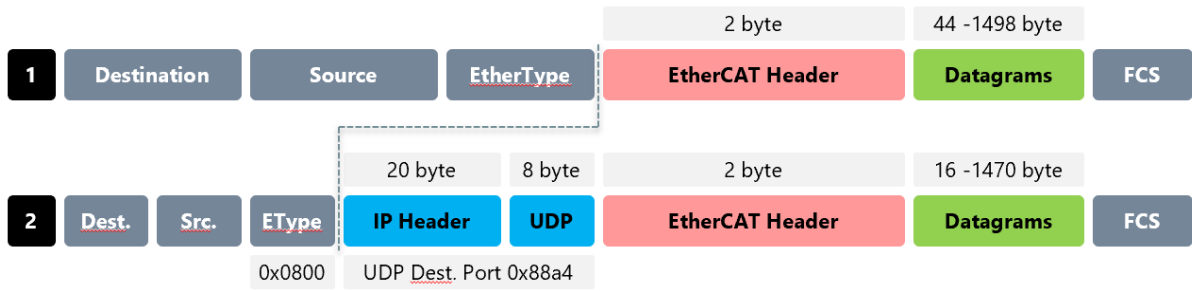 2 byte 44 -1498 byte
1 Destination Source EtherType EtherCAT Header Datagrams FCS
20 byte 8 byte 2 byte 16 -1470 byte
2 Dest. Src. EType IP Header UDP EtherCAT Header Datagrams FCS
0x0800 UDP Dest. Port 0x88a4